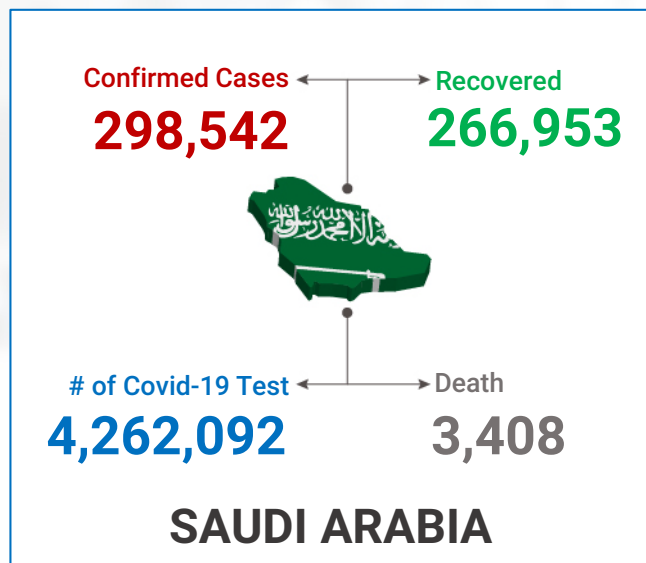 Confirmed Cases
298,542
Recovered
266,953
# of Covid-19 Test
4,262,092
Death
3,408
SAUDI ARABIA